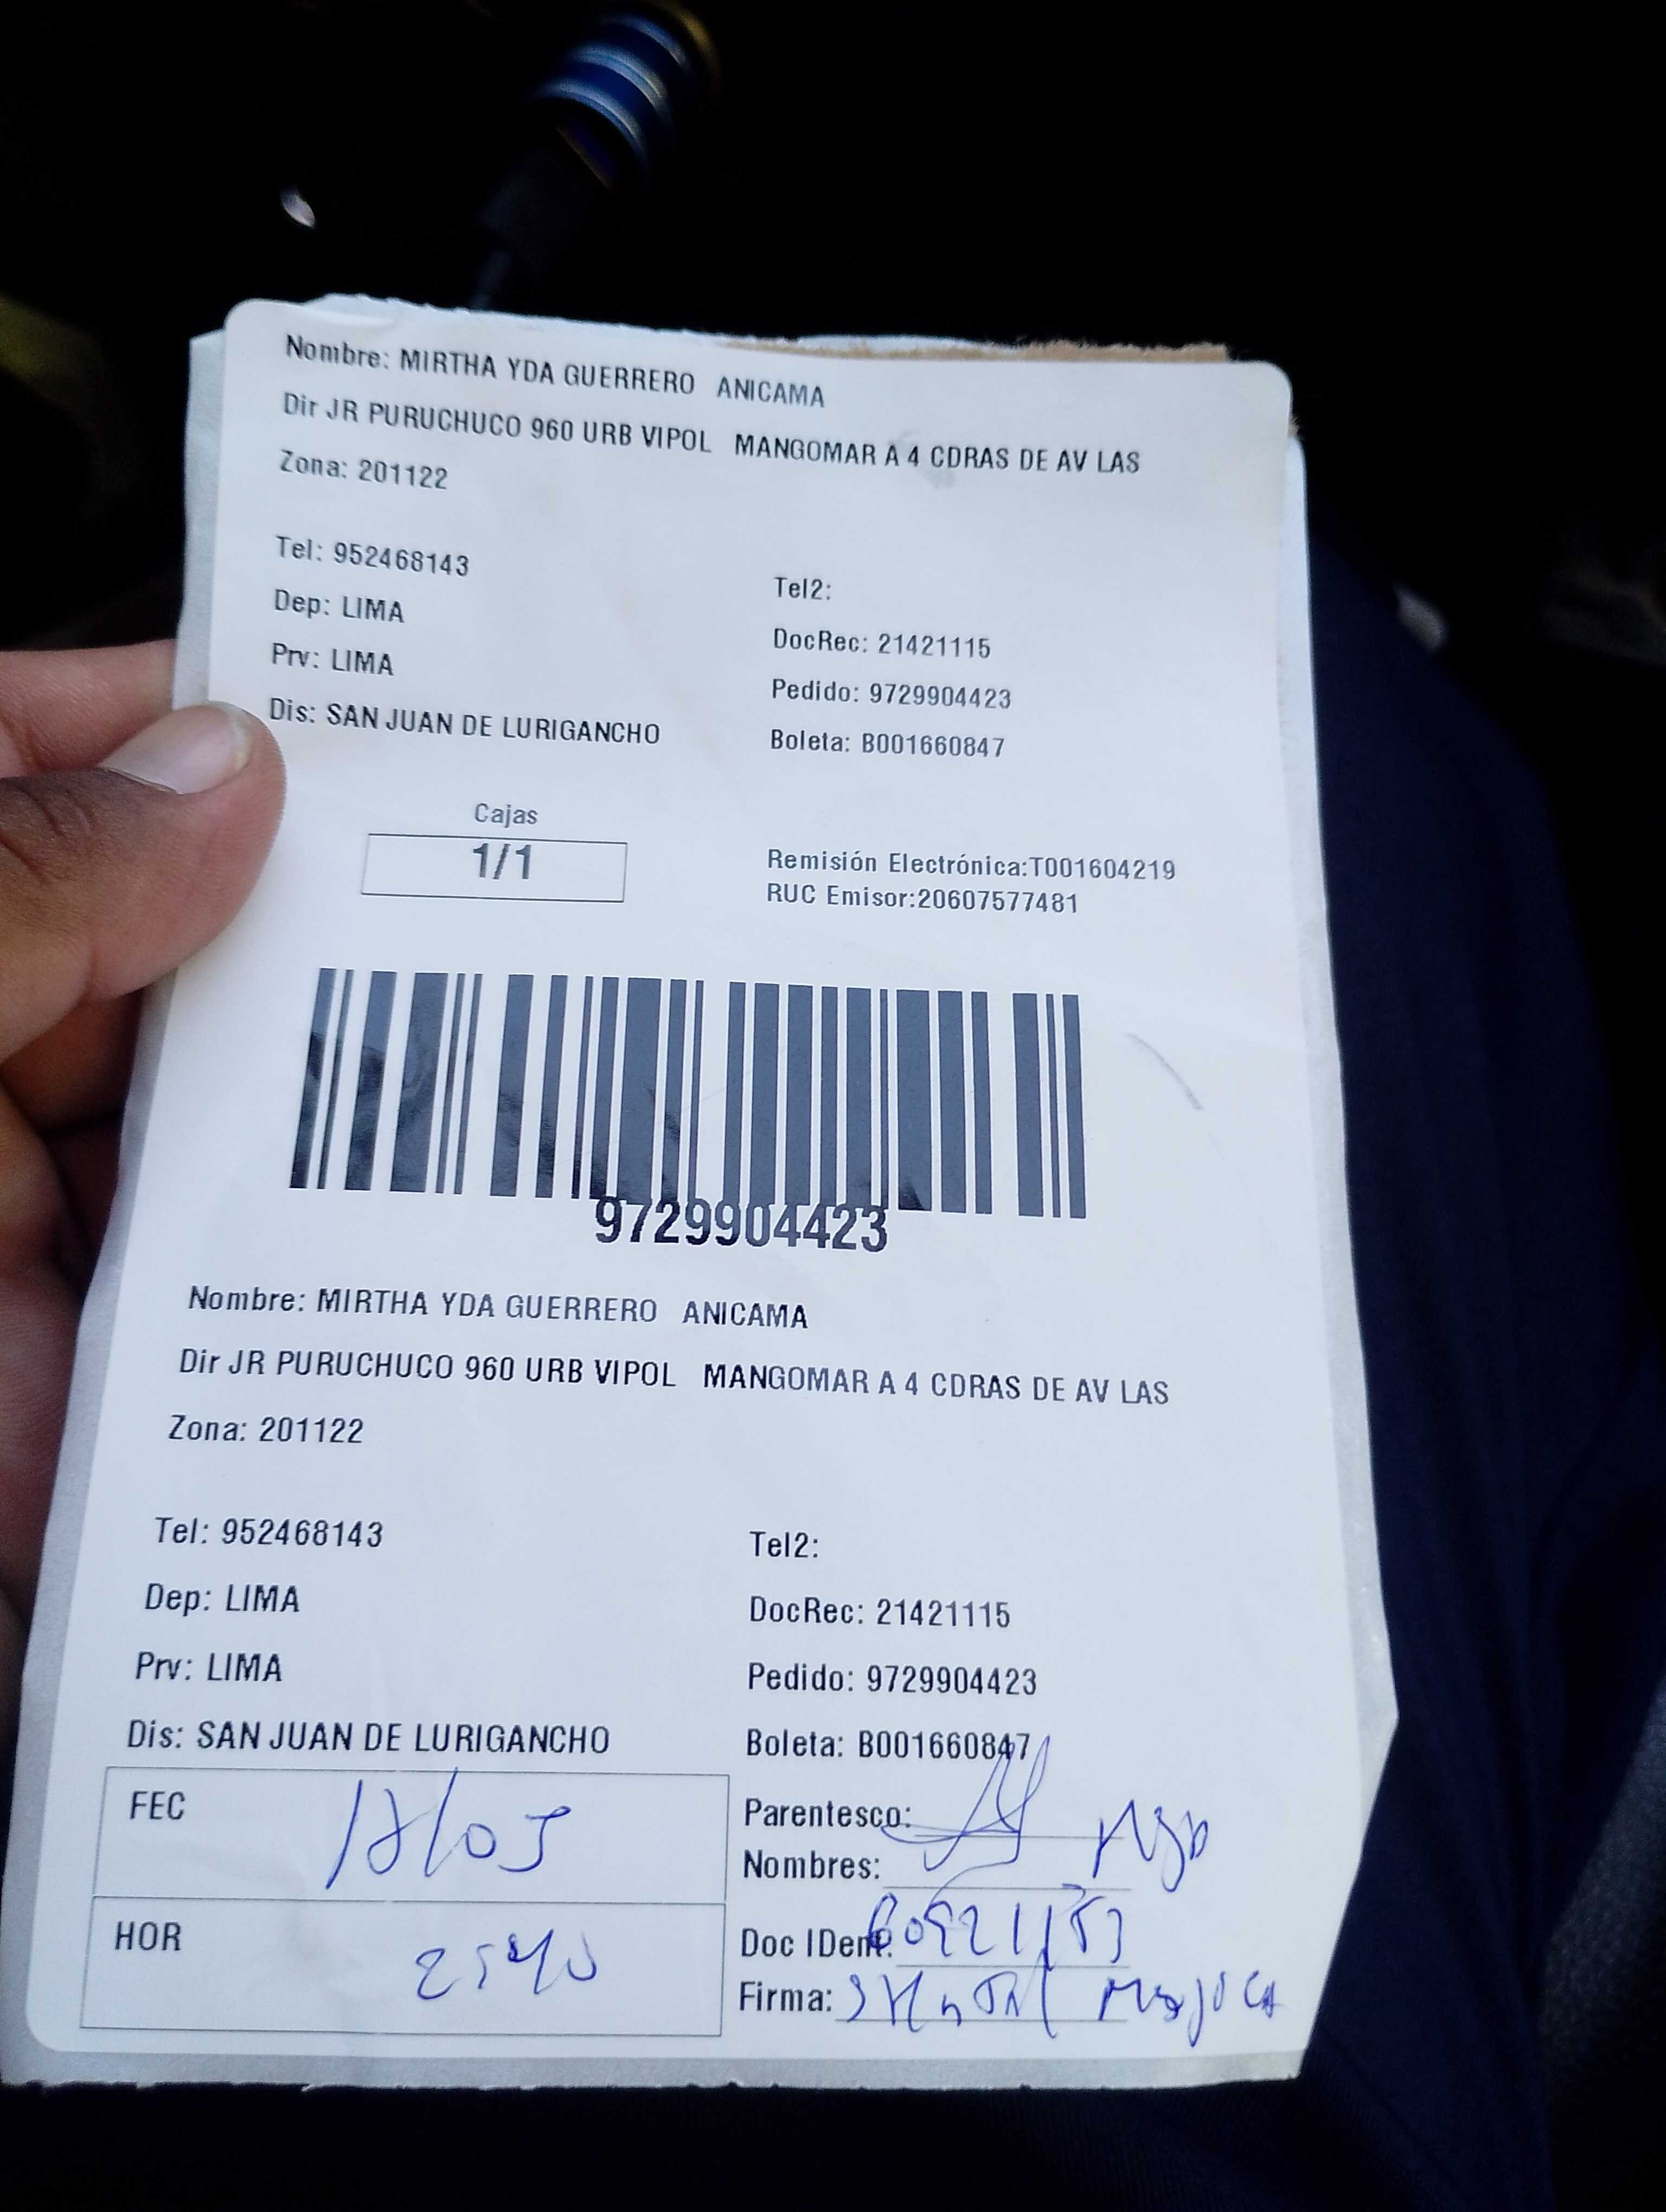 Nombre: MIRTHA YDA GUERRERO ANICAMA
Dir JR PURUCHUCO 960 URB VIPOL MANGOMAR A 4 CDRAS DE AV LAS
Zona: 201122
Tel: 952468143
Tel2:
Dep: LIMA
DocRec: 21421115
Prv: LIMA
Pedido: 9729904423
Dis: SAN JUAN DE LURIGANCHO
Boleta: B001660847
Cajas
1/1
Remisión Electrónica:T001604219
RUC Emisor:20607577481
9729904423
Nombre: MIRTHA YDA GUERRERO ANICAMA
Dir JR PURUCHUCO 960 URB VIPOL MANGOMAR A 4 CDRAS DE AV LAS
Zona: 201122
Tel: 952468143
Tel2:
Dep: LIMA
DocRec: 21421115
Prv: LIMA
Pedido: 9729904423
Dis: SAN JUAN DE LURIGANCHO
Boleta: B001660847
FEC
Parentesco:
Nombres:
HOR
Doc IDent:
Firma: